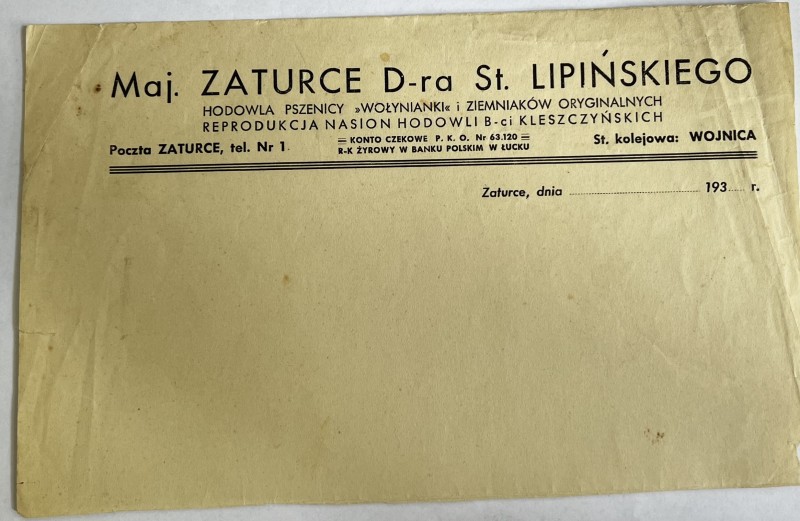 Maj. ZATURCE D-ra St. LIPIŃSKIEGO
HODOWLA PSZENICY »WOŁYNIANKI« i ZIEMNIAKÓW ORYGINALNYCH
REPRODUKCJA NASION HODOWLI B-ci KLESZCZYŃSKICH
Poczta ZATURCE, tel. Nr 1.
KONTO CZEKOWE P. K. O. Nr 63.120
R-K ŻYROWY W BANKU POLSKIM W ŁUCKU
St. kolejowa: WOJNICA
Zaturce, dnia ........................ 193..... r.